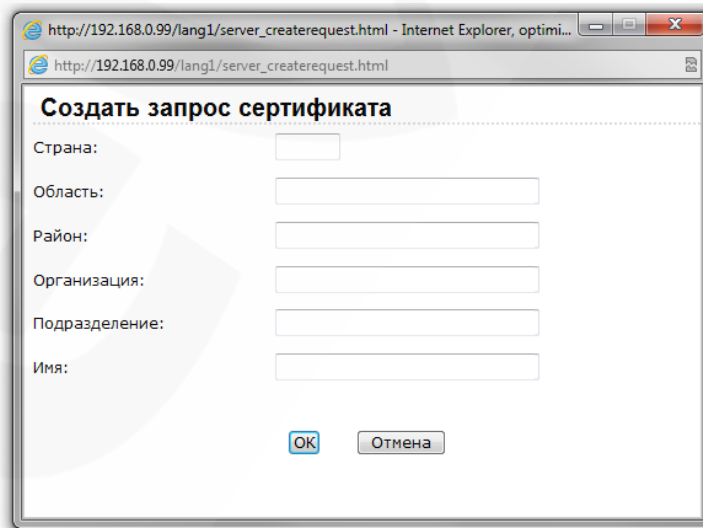 http://192.168.0.99/lang1/server_createrequest.html - Internet Explorer, optimi...
http://192.168.0.99/lang1/server_createrequest.html
Создать запрос сертификата
Страна:
Область:
Район:
Организация:
Подразделение:
Имя:
OK Отмена